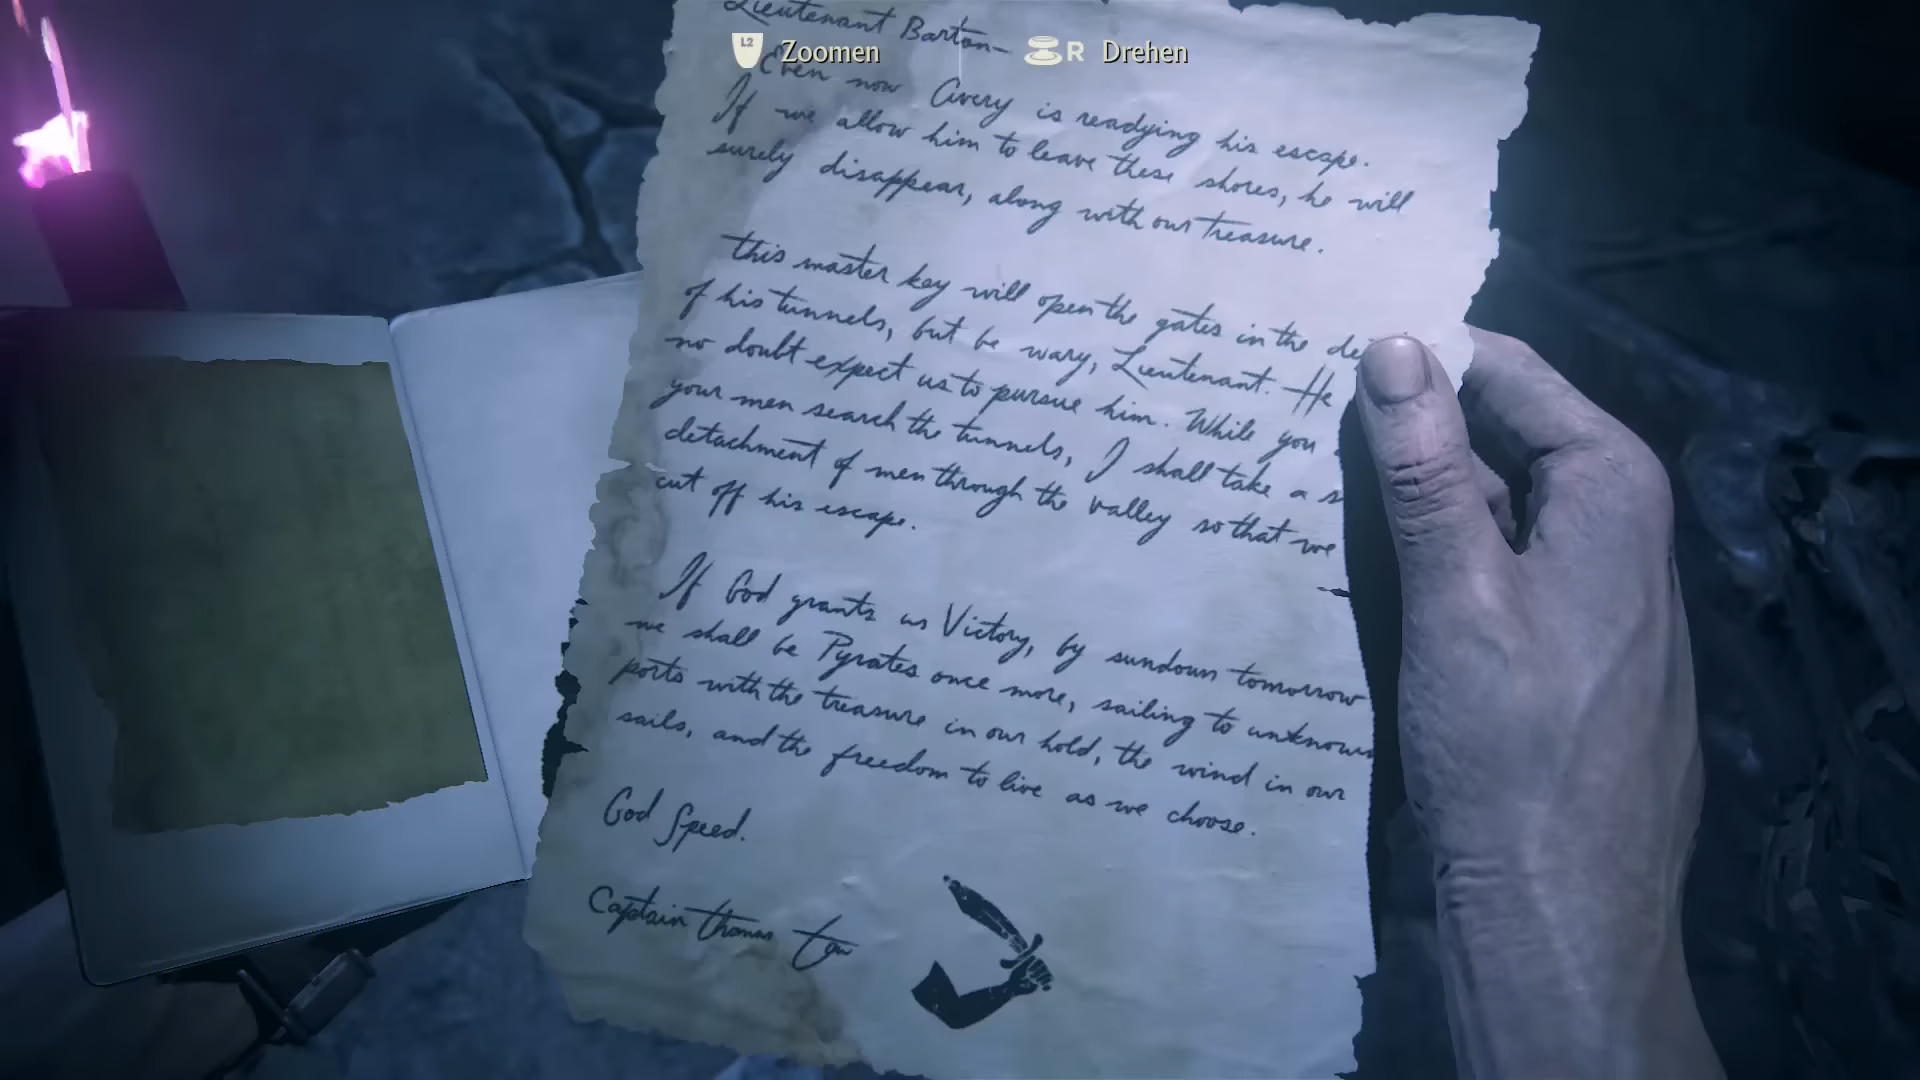 Lieutenant Barton-
L2 Zoomen R Drehen
Even now Avery is readying his escape.
If we allow him to leave these shores, he will
surely disappear, along with our treasure.
This master key will open the gates in the
of his tunnels, but be wary, Lieutenant. He
no doubt expect us to pursue him. While you
your men search the tunnels, I shall take a
detachment of men through the valley so that we
cut off his escape.
If God grants us Victory, by sundown tomorrow
we shall be Pyrates once more, sailing to unknown
ports with the treasure in our hold, the wind in our
sails, and the freedom to live as we choose.
God Speed.
Captain Thomas Tew